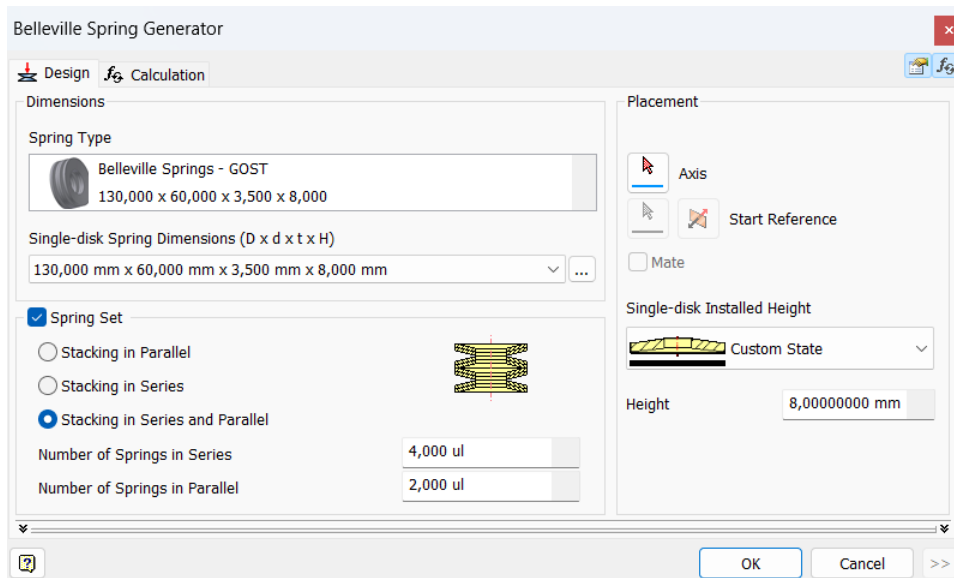 Belleville Spring Generator
Design
Calculation
Dimensions
Spring Type
Belleville Springs - GOST
130,000 x 60,000 x 3,500 x 8,000
Single-disk Spring Dimensions (D x d x t x H)
130,000 mm x 60,000 mm x 3,500 mm x 8,000 mm
...
Spring Set
Stacking in Parallel
Stacking in Series
Stacking in Series and Parallel
Number of Springs in Series
4,000 ul
Number of Springs in Parallel
2,000 ul
Placement
Axis
Start Reference
Mate
Single-disk Installed Height
Custom State
Height
8,00000000 mm
OK
Cancel
>>